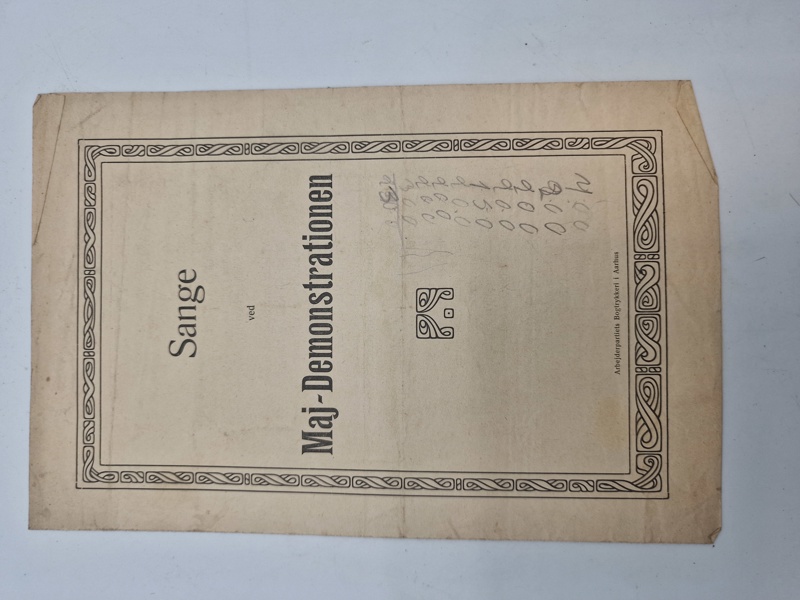 Sange
ved
Maj-Demonstrationen
Arbejderpartiets Bogtrykkeri i Aarhus